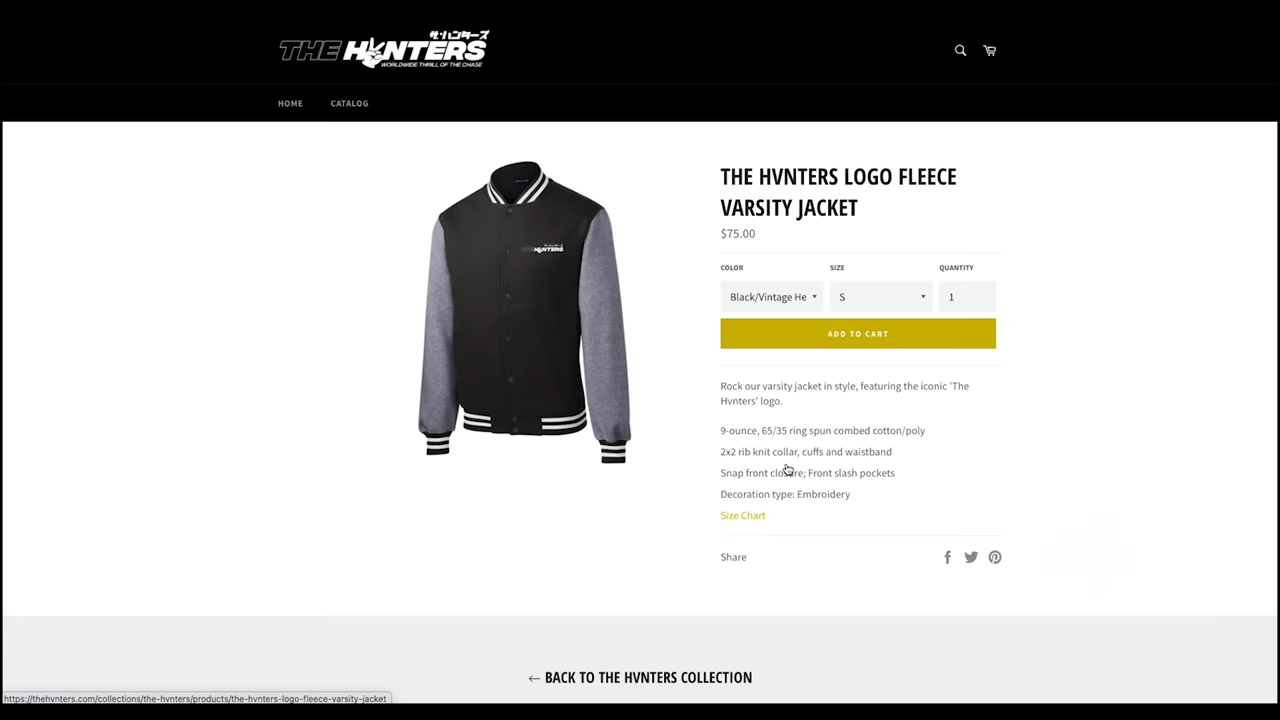 ザ・ハンターズ
THE HVNTERS
WORLDWIDE THRILL OF THE CHASE
HOME CATALOG
THE HVNTERS LOGO FLEECE
VARSITY JACKET
$75.00
COLOR SIZE QUANTITY
Black/Vintage He S 1
ADD TO CART
THE HVNTERS
Rock our varsity jacket in style, featuring the iconic 'The
Hvnters' logo.
9-ounce, 65/35 ring spun combed cotton/poly
2x2 rib knit collar, cuffs and waistband
Snap front closure; Front slash pockets
Decoration type: Embroidery
Size Chart
Share
← BACK TO THE HVNTERS COLLECTION
https://thehvnters.com/collections/the-hvnters/products/the-hvnters-logo-fleece-varsity-jacket